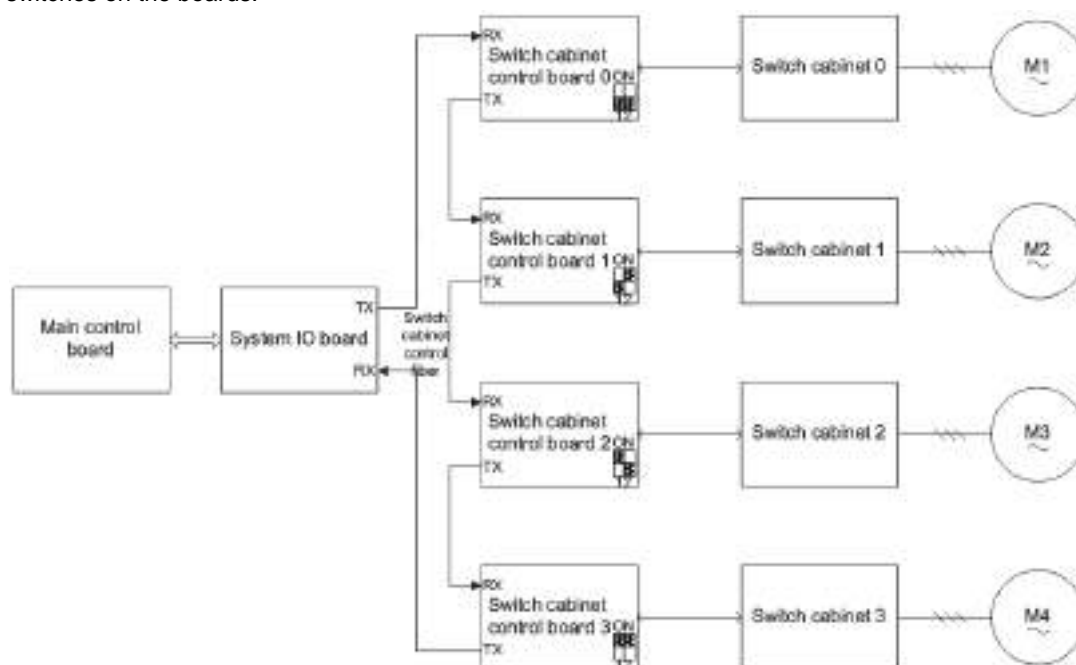 switches on the boards.
RX
Switch cabinet
control board 0
ON
TX
12
Switch cabinet 0
M1
~
RX
Switch cabinet
control board 1
ON
TX
12
Switch cabinet 1
M2
~
Main control
board
System IO board
TX
RX
Switch
cabinet
control
fiber
RX
Switch cabinet
control board 2
ON
TX
12
Switch cabinet 2
M3
~
RX
Switch cabinet
control board 3
ON
TX
12
Switch cabinet 3
M4
~